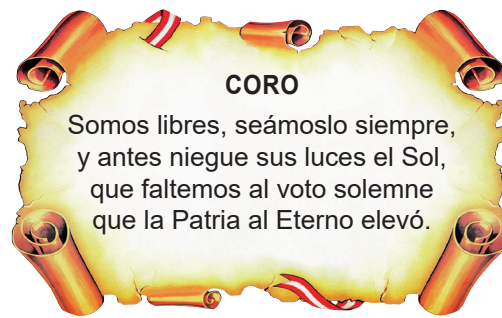 CORO
Somos libres, seámoslo siempre,
y antes niegue sus luces el Sol,
que faltemos al voto solemne
que la Patria al Eterno elevó.